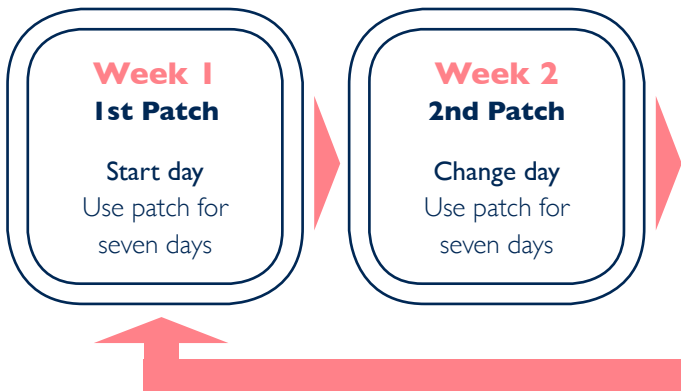 Week 1
1st Patch
Start day
Use patch for
seven days
Week 2
2nd Patch
Change day
Use patch for
seven days